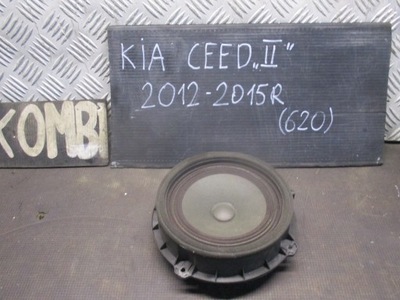 KIA CEED „II"
2012-2015R
(620)
KOMBI